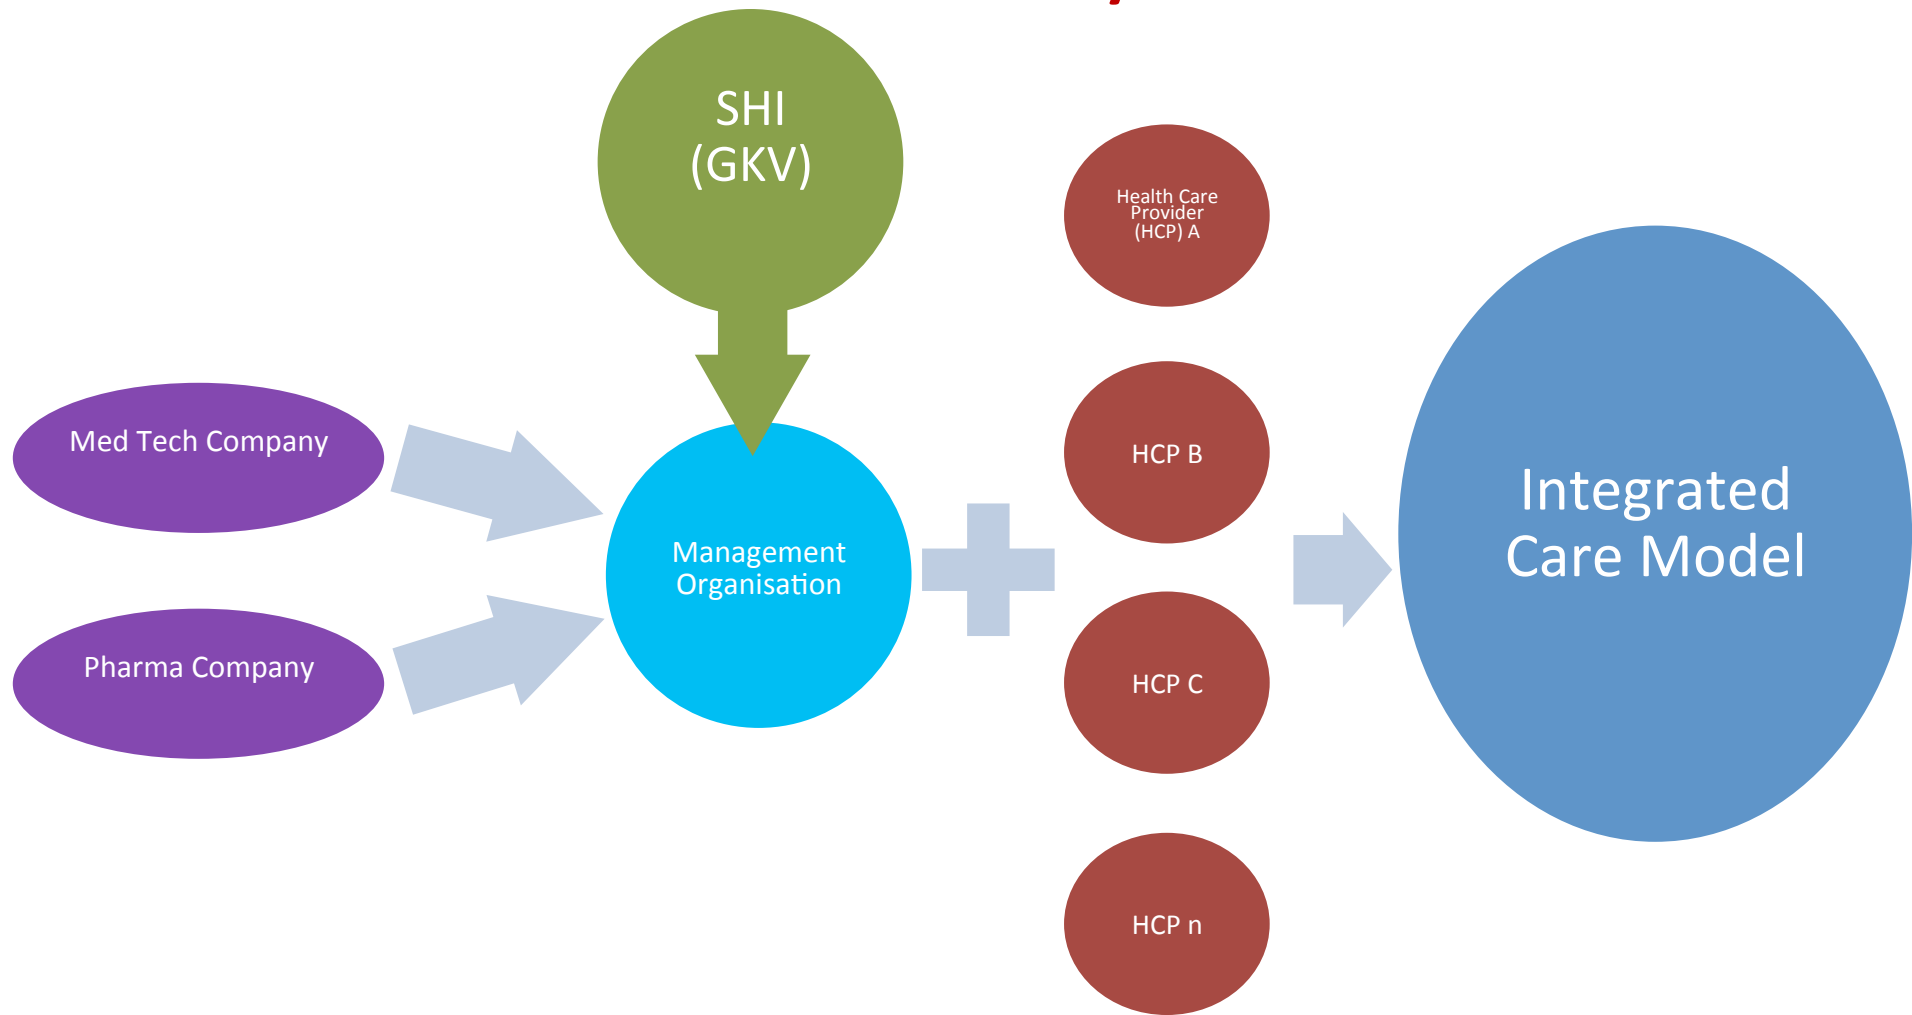 SHI
(GKV)
Health Care
Provider
(HCP) A
Med Tech Company
HCP B
Integrated
Care Model
Management
Organisation
Pharma Company
HCP C
HCP n